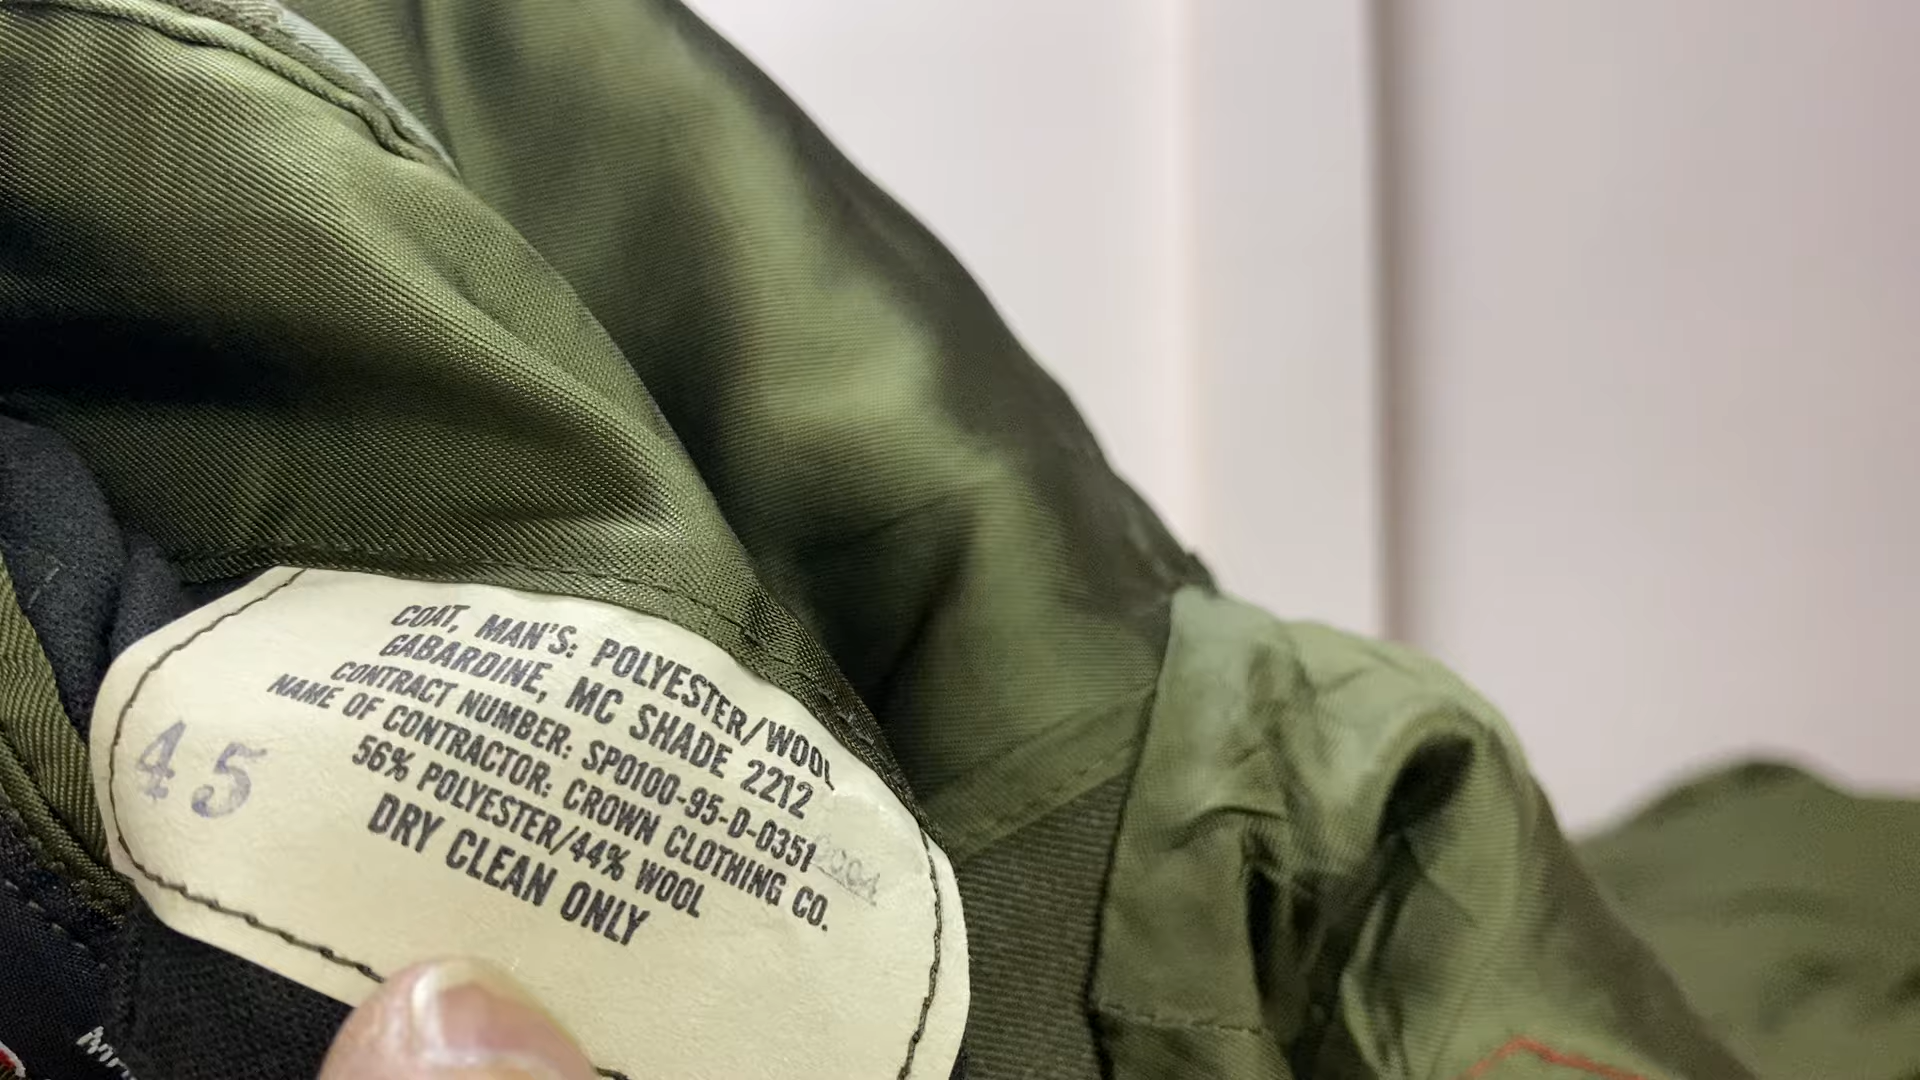 COAT, MAN'S: POLYESTER/WOOL
GABARDINE, MC SHADE 2212
CONTRACT NUMBER: SP0100-95-D-0351
NAME OF CONTRACTOR: CROWN CLOTHING CO.
56% POLYESTER/44% WOOL
DRY CLEAN ONLY
45